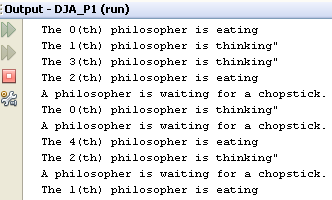 Output - DJA_P1 (run)
The 0(th) philosopher is eating
The 1(th) philosopher is thinking"
The 3(th) philosopher is thinking"
The 2(th) philosopher is eating
A philosopher is waiting for a chopstick.
The 0(th) philosopher is thinking"
A philosopher is waiting for a chopstick.
The 4(th) philosopher is eating
The 2(th) philosopher is thinking"
A philosopher is waiting for a chopstick.
The 1(th) philosopher is eating